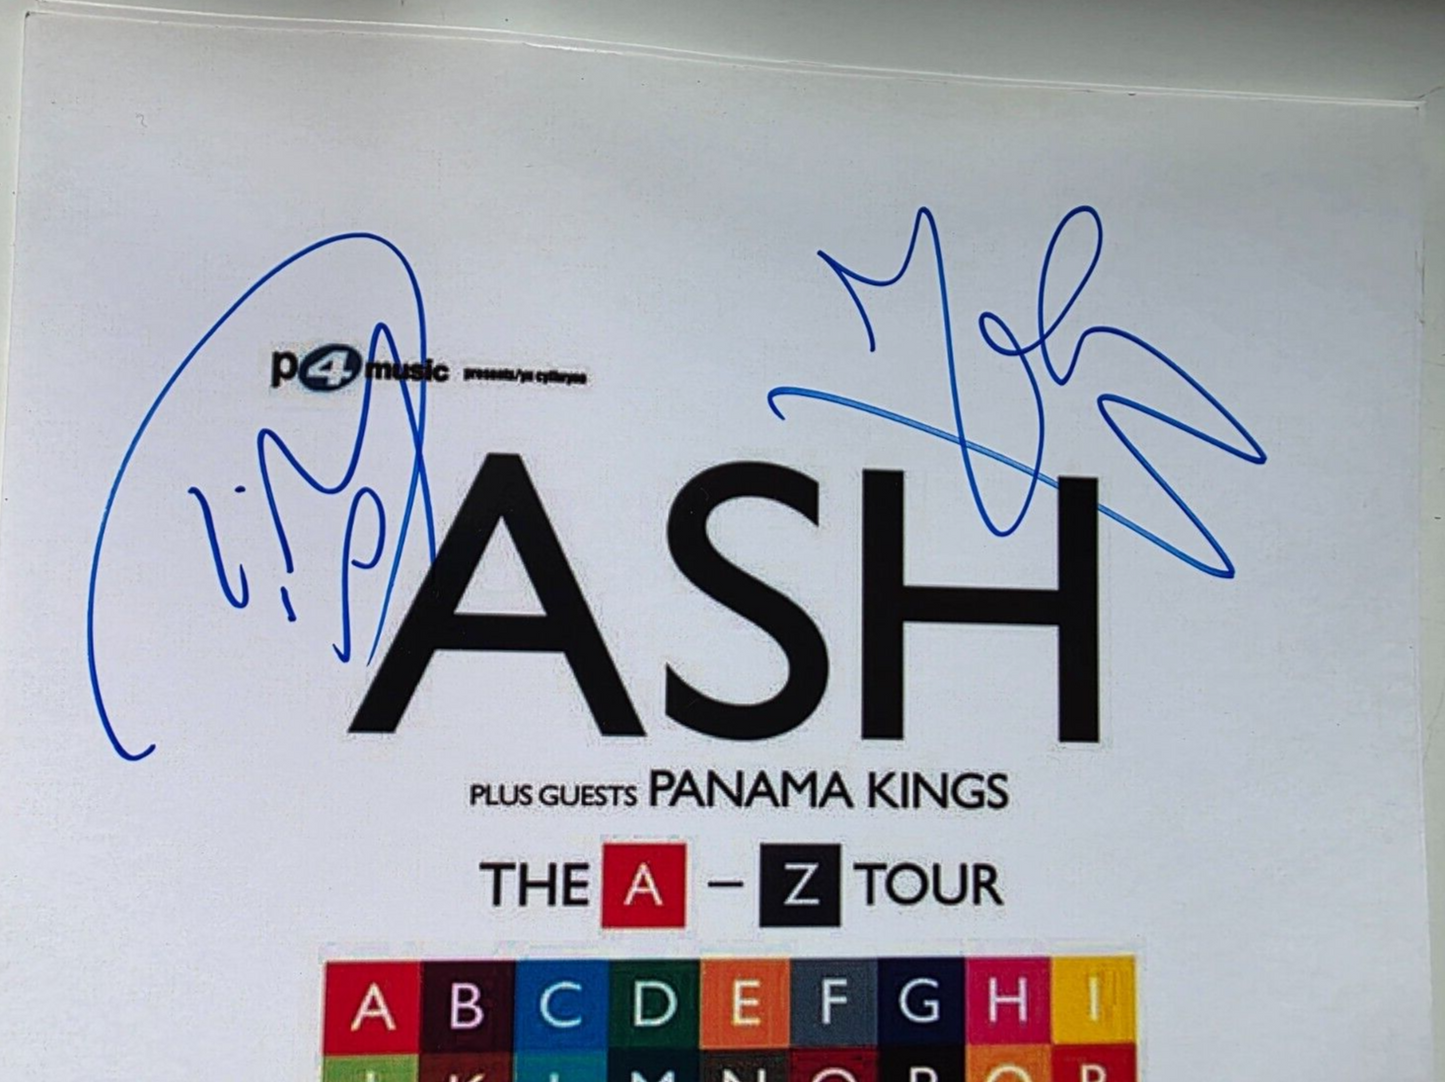 p4music presents/yn cyflwyno
ASH
PLUS GUESTS PANAMA KINGS
THE A – Z TOUR
A B C D E F G H I
J K L M N O P Q R